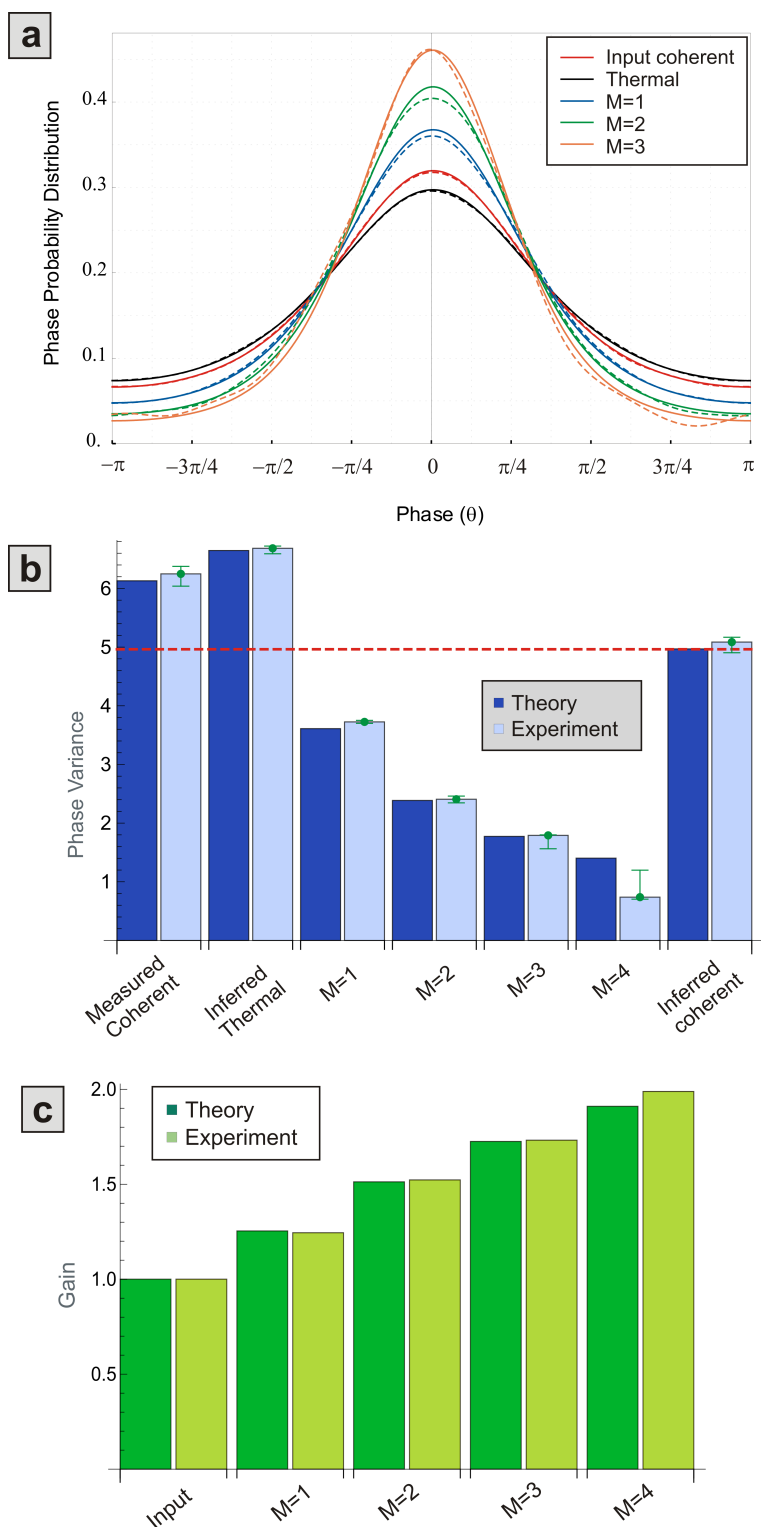 a
Input coherent
Thermal
M=1
M=2
M=3
Phase Probability Distribution
0.4
0.3
0.2
0.1
0.
−π
−3π/4
−π/2
−π/4
0
π/4
π/2
3π/4
π
Phase (θ)
b
Phase Variance
6
5
4
3
2
1
Theory
Experiment
Measured
Coherent
Inferred
Thermal
M=1
M=2
M=3
M=4
Inferred
coherent
c
Gain
2.0
1.5
1.0
0.5
Theory
Experiment
Input
M=1
M=2
M=3
M=4